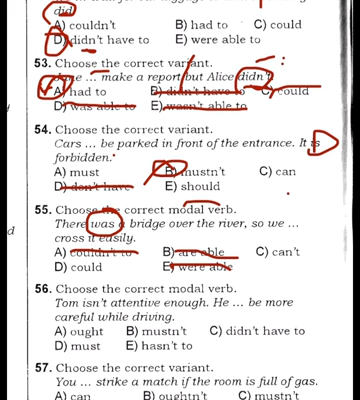 did.
A) couldn't B) had to C) could
D) didn't have to E) were able to
53. Choose the correct variant.
... make a report but Alice didn't
A) had to B) didn't have to C) could
D) was able to E) wasn't able to
54. Choose the correct variant.
Cars ... be parked in front of the entrance. It is
forbidden.
A) must B) mustn't C) can
D) don't have E) should
55. Choose the correct modal verb.
There was a bridge over the river, so we ...
cross it easily.
A) couldn't to B) are able C) can't
D) could E) were able
56. Choose the correct modal verb.
Tom isn't attentive enough. He ... be more
careful while driving.
A) ought B) mustn't C) didn't have to
D) must E) hasn't to
57. Choose the correct variant.
You ... strike a match if the room is full of gas.
A) can B) oughtn't C) mustn't